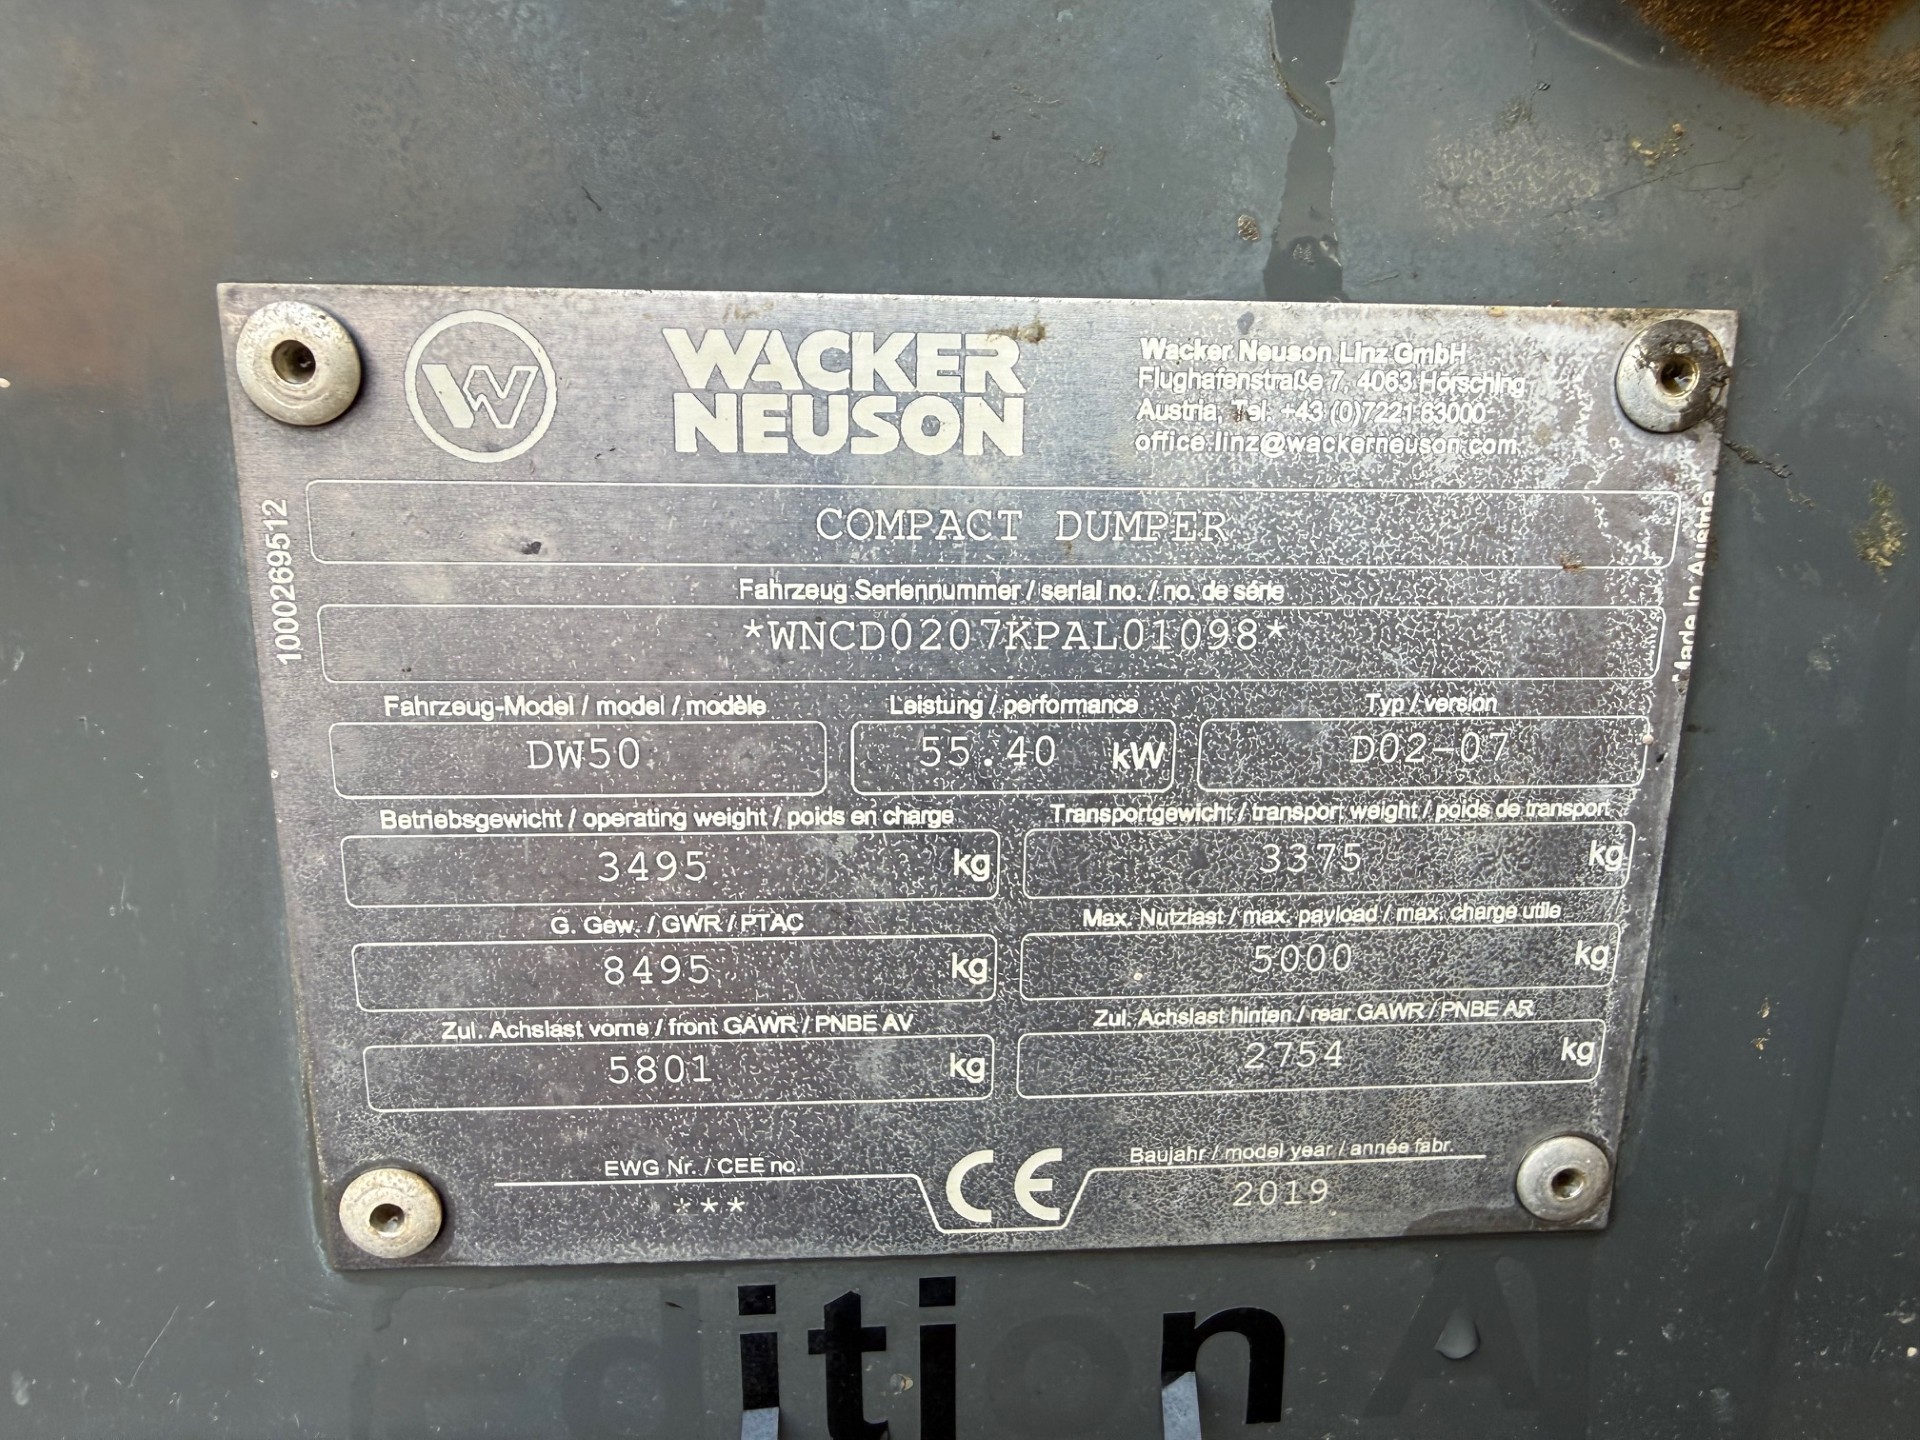 WACKER
NEUSON
Wacker Neuson Linz GmbH
Flughafenstraße 7, 4063 Hörsching
Austria, Tel. +43 (0)7221 63000
office.linz@wackerneuson.com
1000269512
COMPACT DUMPER
Made in Austria
Fahrzeug Seriennummer / serial no. / no. de série
*WNCD0207KPAL01098*
Fahrzeug-Model / model / modèle
Leistung / performance
Typ / version
DW50
55.40 kW
D02-07
Betriebsgewicht / operating weight / poids en charge
Transportgewicht / transport weight / poids de transport
3495 kg
3375 kg
G. Gew. / GWR / PTAC
Max. Nutzlast / max. payload / max. charge utile
8495 kg
5000 kg
Zul. Achslast vorne / front GAWR / PNBE AV
Zul. Achslast hinten / rear GAWR / PNBE AR
5801 kg
2754 kg
EWG Nr. / CEE no.
***
CE
Baujahr / model year / année fabr.
2019
Edition A